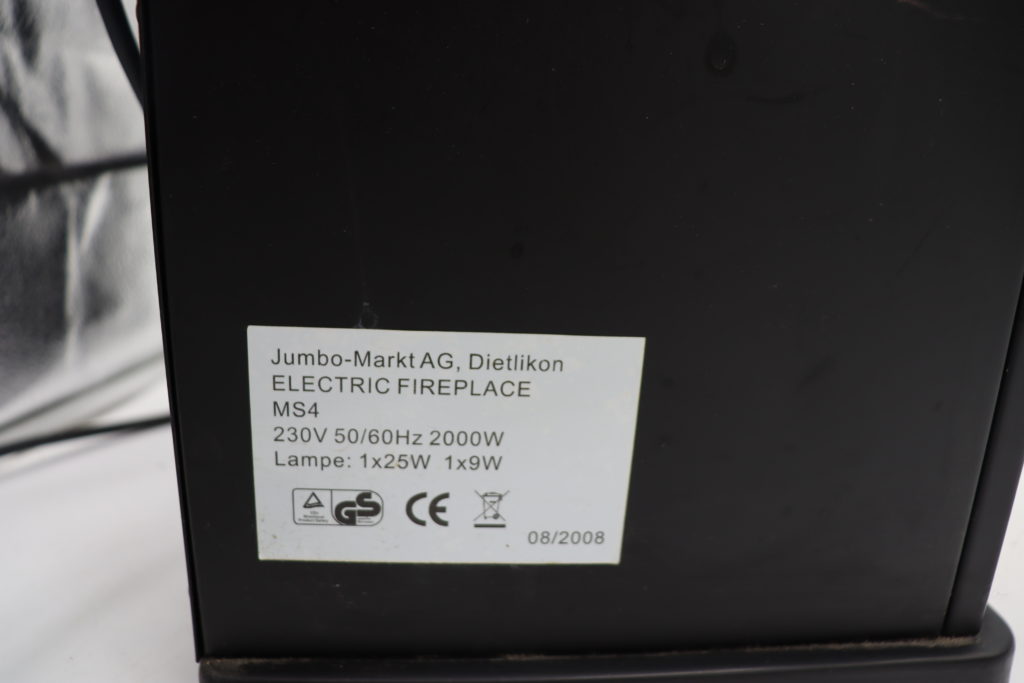 Jumbo-Markt AG, Dietlikon
ELECTRIC FIREPLACE
MS4
230V 50/60Hz 2000W
Lampe: 1x25W 1x9W
GS CE
08/2008